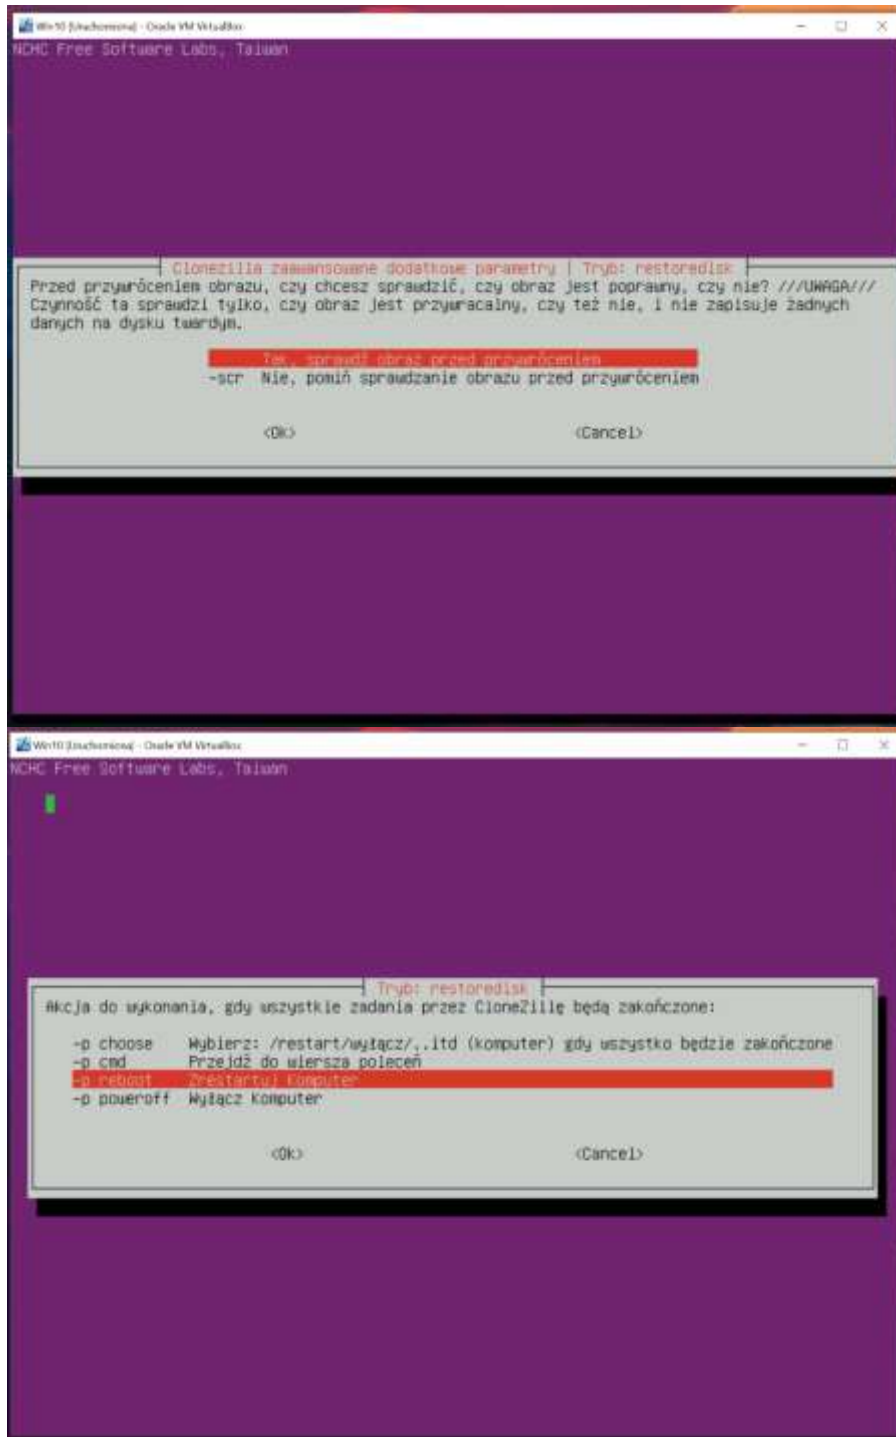 Win10 [Uruchomiona] - Oracle VM VirtualBox
NCHC Free Software Labs, Taiwan
Clonezilla zaawansowane dodatkowe parametry | Tryb: restoredisk
Przed przywróceniem obrazu, czy chcesz sprawdzić, czy obraz jest poprawny, czy nie? ///UWAGA///
Czynność ta sprawdzi tylko, czy obraz jest przywracalny, czy też nie, i nie zapisuje żadnych
danych na dysku twardym.
Tak, sprawdź obraz przed przywróceniem
-scr Nie, pomiń sprawdzanie obrazu przed przywróceniem
<Ok> <Cancel>
Win10 [Uruchomiona] - Oracle VM VirtualBox
NCHC Free Software Labs, Taiwan
Tryb: restoredisk
Akcja do wykonania, gdy wszystkie zadania przez CloneZillę będą zakończone:
-p choose Wybierz: /restart/wyłącz/..itd (komputer) gdy wszystko będzie zakończone
-p cmd Przejdź do wiersza poleceń
-p reboot Zrestartuj Komputer
-p poweroff Wyłącz komputer
<Ok> <Cancel>